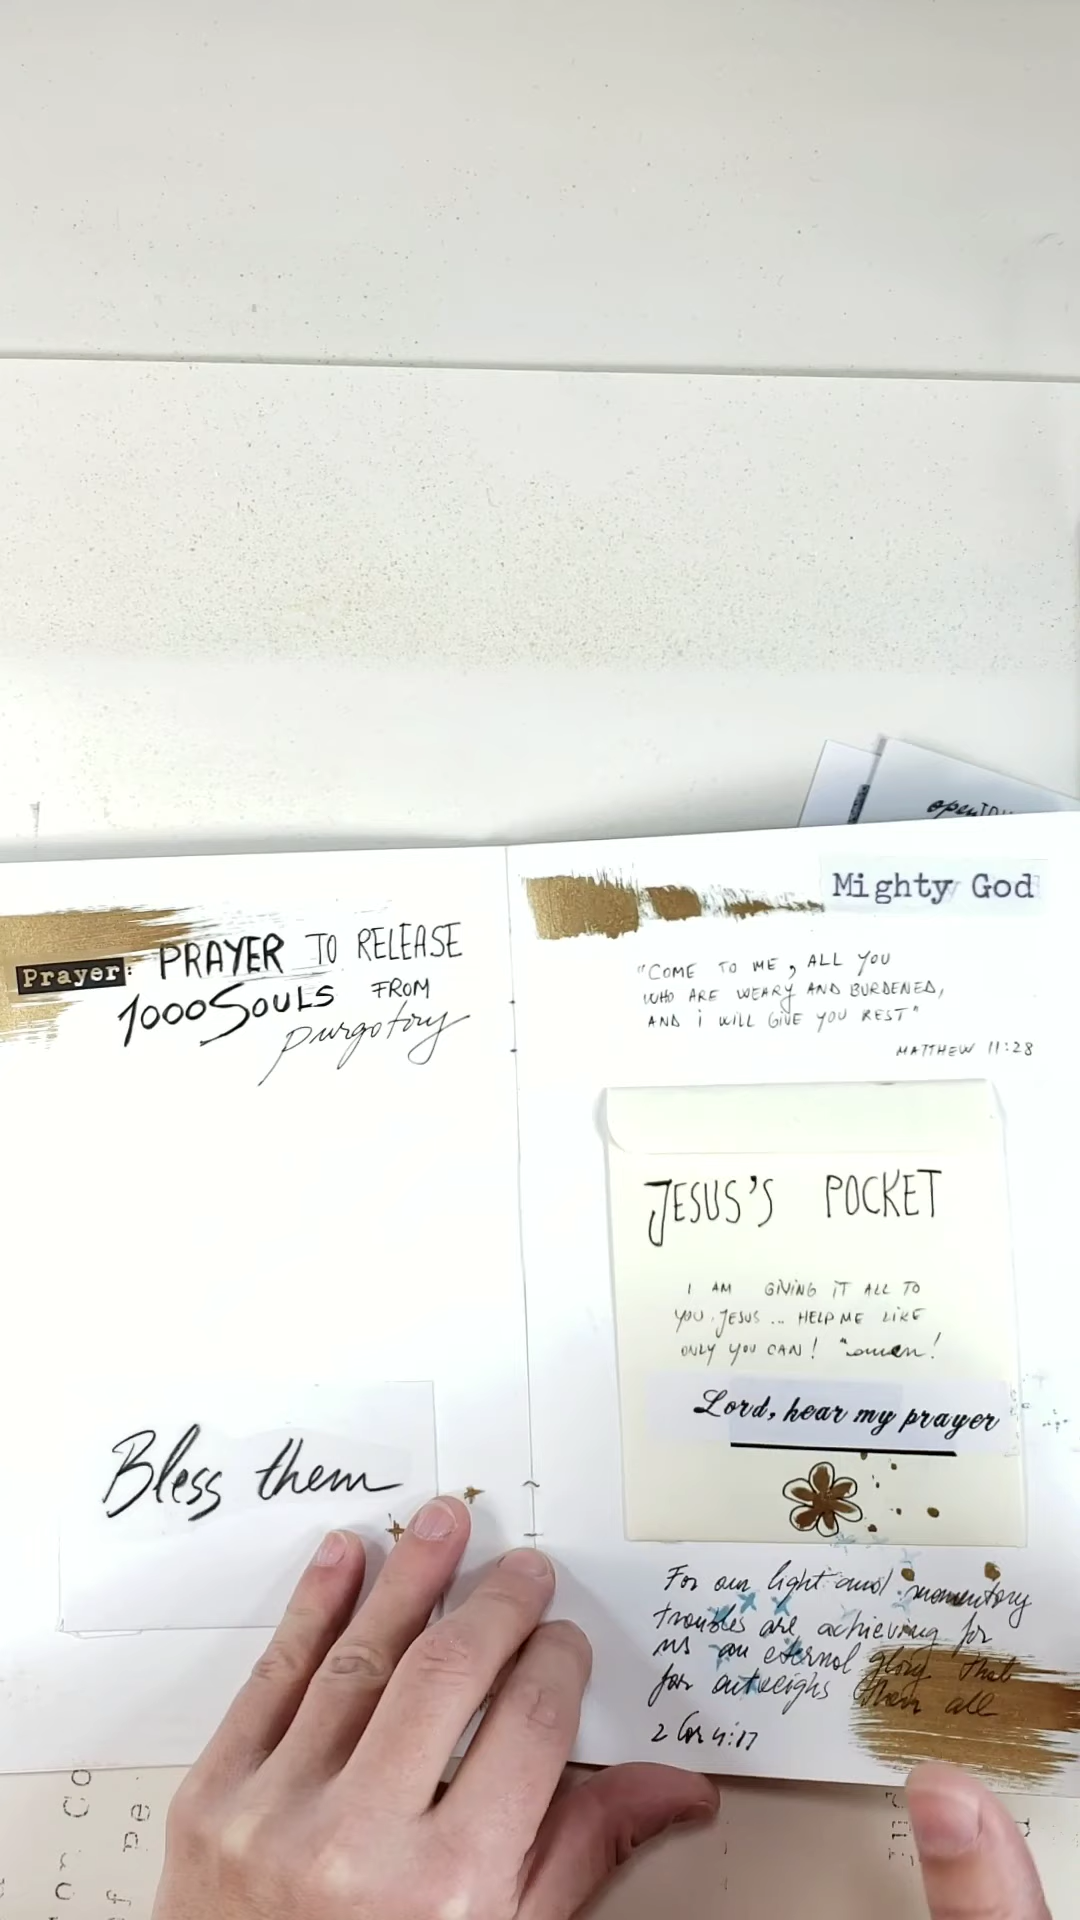 open
Prayer: PRAYER TO RELEASE
1000 SOULS FROM
purgotory
Bless them
Mighty God
"COME TO ME, ALL YOU
WHO ARE WEARY AND BURDENED,
AND i WILL GiVE YOU REST"
MATTHEW 11:28
JESUS'S POCKET
I AM GIVING IT ALL TO
YOU, JESUS... HELP ME LIKE
ONLY YOU CAN! "amen!
Lord, hear my prayer
For our light and momentory
troubles are achieving for
us an eternal glory that
far outweighs them all
2 Cor 4:17